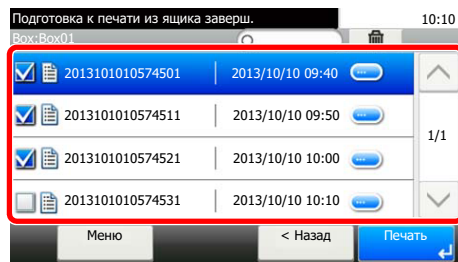 Подготовка к печати из ящика заверш. 10:10
Box:Box01
2013101010574501 2013/10/10 09:40
2013101010574511 2013/10/10 09:50
1/1
2013101010574521 2013/10/10 10:00
2013101010574531 2013/10/10 10:10
Меню < Назад Печать